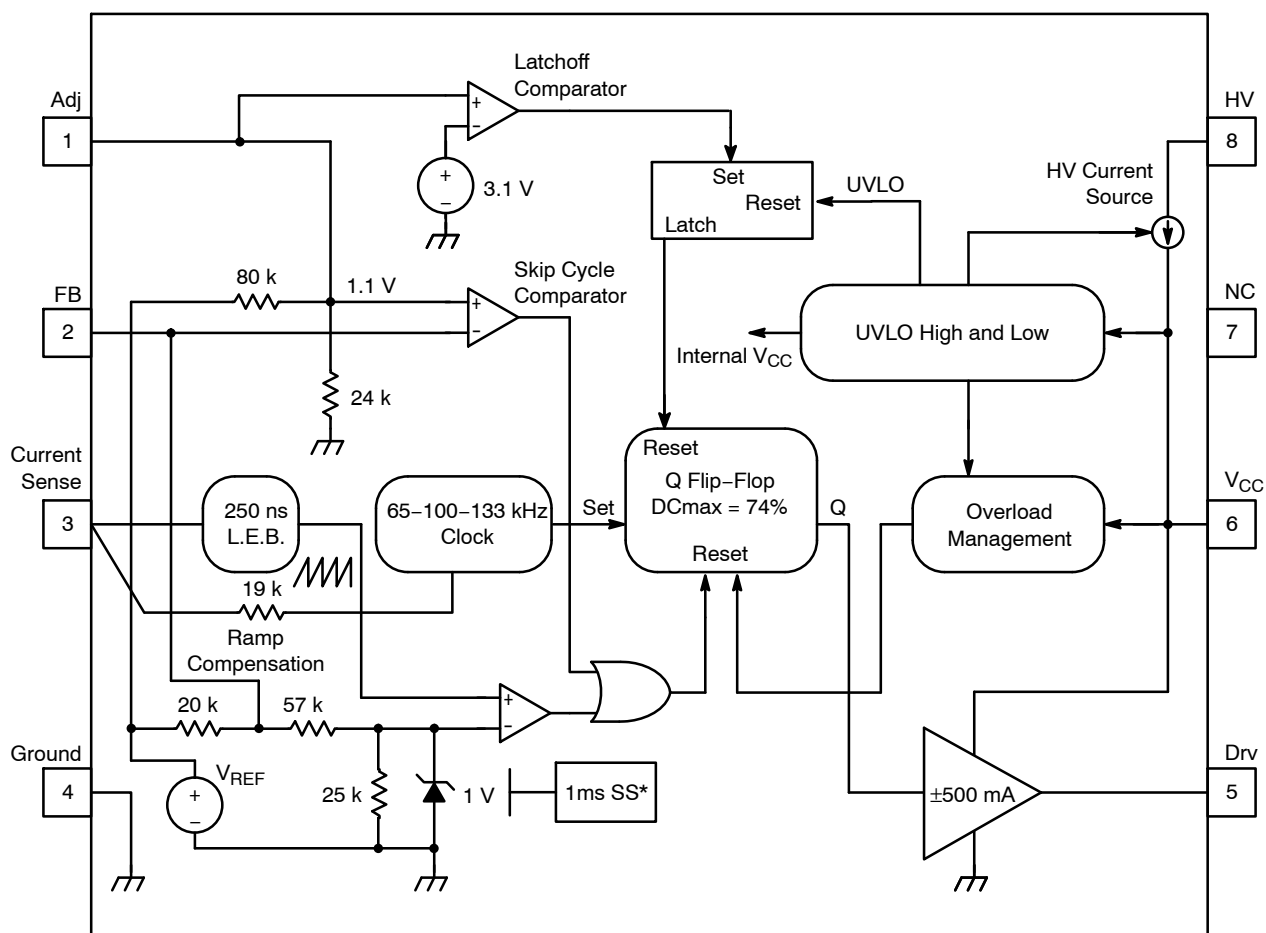 Latchoff
Comparator
Adj
1
+
−
+
−
3.1 V
HV
8
HV Current
Source
Set
Reset
Latch
UVLO
80 k
1.1 V
Skip Cycle
Comparator
+
−
FB
2
24 k
NC
7
UVLO High and Low
Internal VCC
Current
Sense
3
250 ns
L.E.B.
65−100−133 kHz
Clock
Set
Reset
Q Flip−Flop
DCmax = 74%
Reset
Q
Overload
Management
VCC
6
19 k
Ramp
Compensation
20 k
57 k
+
−
Ground
4
VREF
+
−
25 k
1 V
1ms SS*
±500 mA
Drv
5